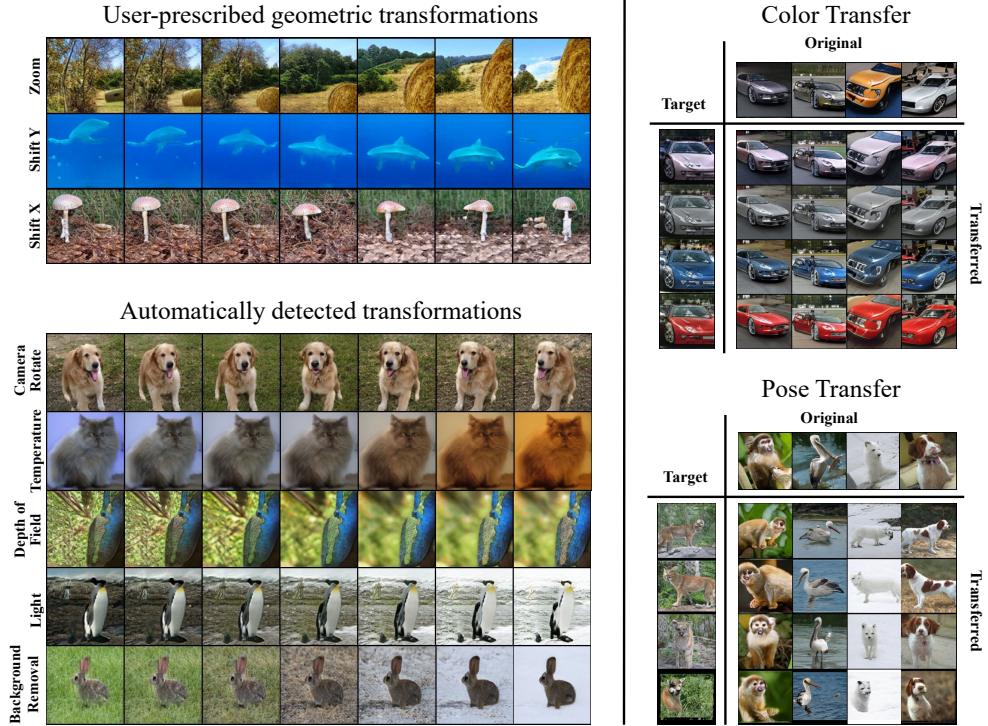 User-prescribed geometric transformations
Zoom
Shift Y
Shift X
Automatically detected transformations
Camera
Rotate
Temperature
Depth of
Field
Light
Background
Removal
Color Transfer
Original
Target
Transferred
Pose Transfer
Original
Target
Transferred